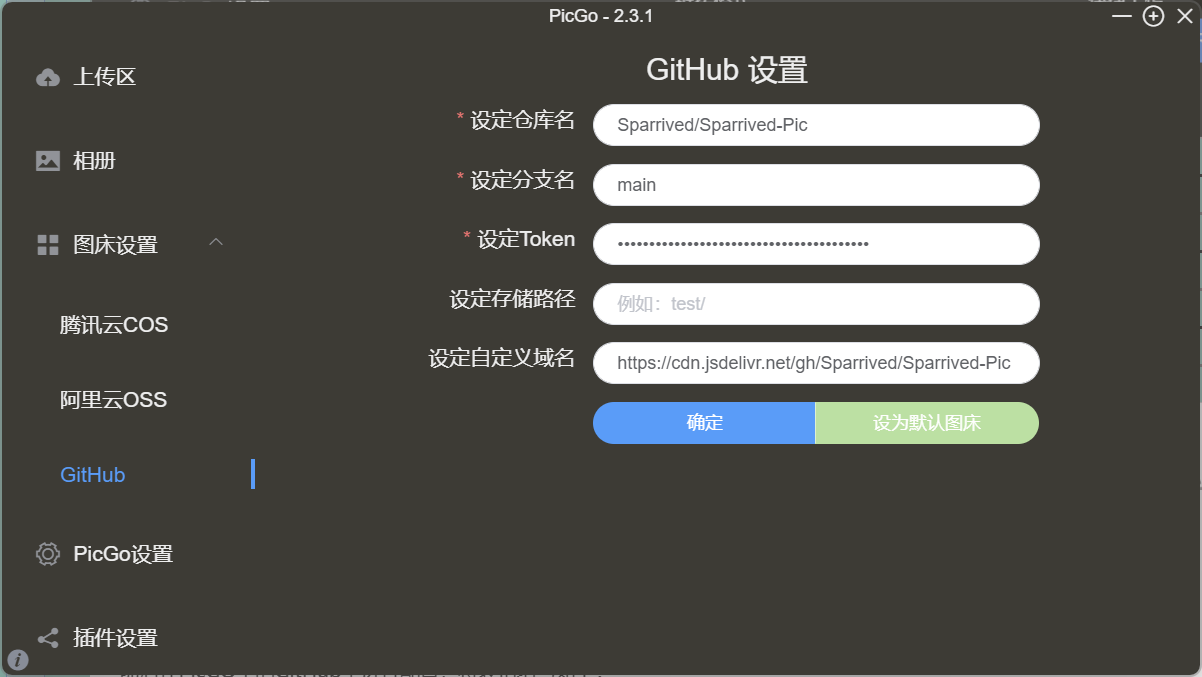 PicGo - 2.3.1
上传区
相册
图床设置
腾讯云COS
阿里云OSS
GitHub
PicGo设置
插件设置
GitHub 设置
* 设定仓库名
Sparrived/Sparrived-Pic
* 设定分支名
main
* 设定Token
••••••••••••••••••••••••••••••••••••••••
设定存储路径
例如：test/
设定自定义域名
https://cdn.jsdelivr.net/gh/Sparrived/Sparrived-Pic
确定
设为默认图床